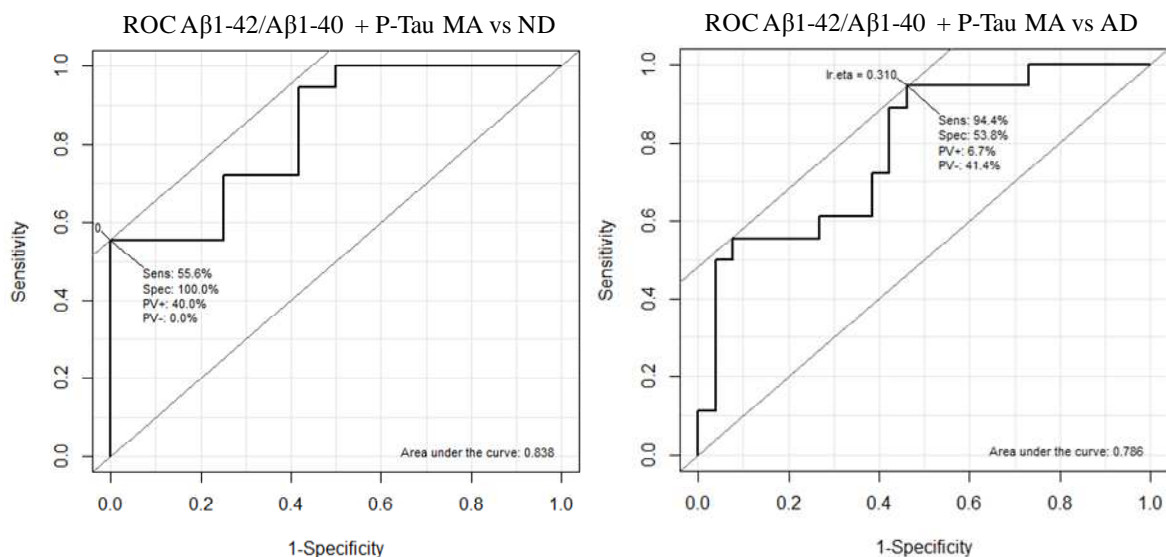 ROC Aβ1-42/Aβ1-40 + P-Tau MA vs ND
1.0
0.8
0.6
0.4
0.2
0.0
Sensitivity
0
Sens: 55.6%
Spec: 100.0%
PV+: 40.0%
PV-: 0.0%
Area under the curve: 0.838
0.0 0.2 0.4 0.6 0.8 1.0
1-Specificity
ROC Aβ1-42/Aβ1-40 + P-Tau MA vs AD
1.0
0.8
0.6
0.4
0.2
0.0
Sensitivity
lr.eta = 0.310
Sens: 94.4%
Spec: 53.8%
PV+: 6.7%
PV-: 41.4%
Area under the curve: 0.786
0.0 0.2 0.4 0.6 0.8 1.0
1-Specificity